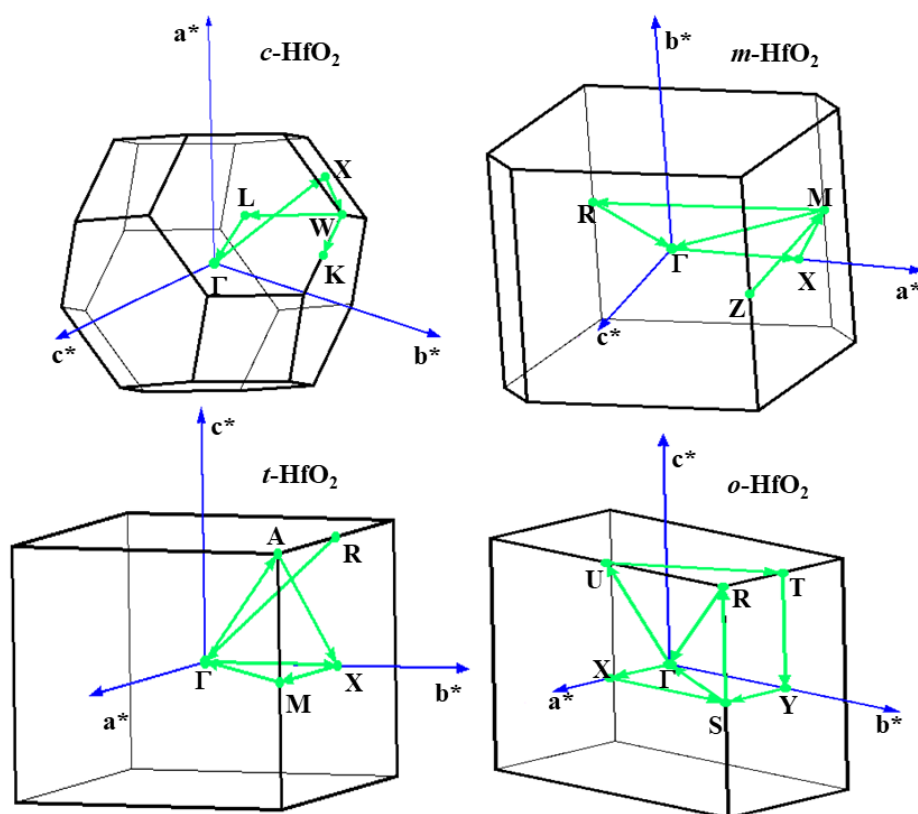 a*
c-HfO₂
X
L
W
K
Γ
c*
b*
b*
m-HfO₂
R
M
Γ
X
a*
Z
c*
c*
t-HfO₂
A
R
Γ
X
M
a*
b*
c*
o-HfO₂
U
R
T
X
Γ
a*
S
Y
b*